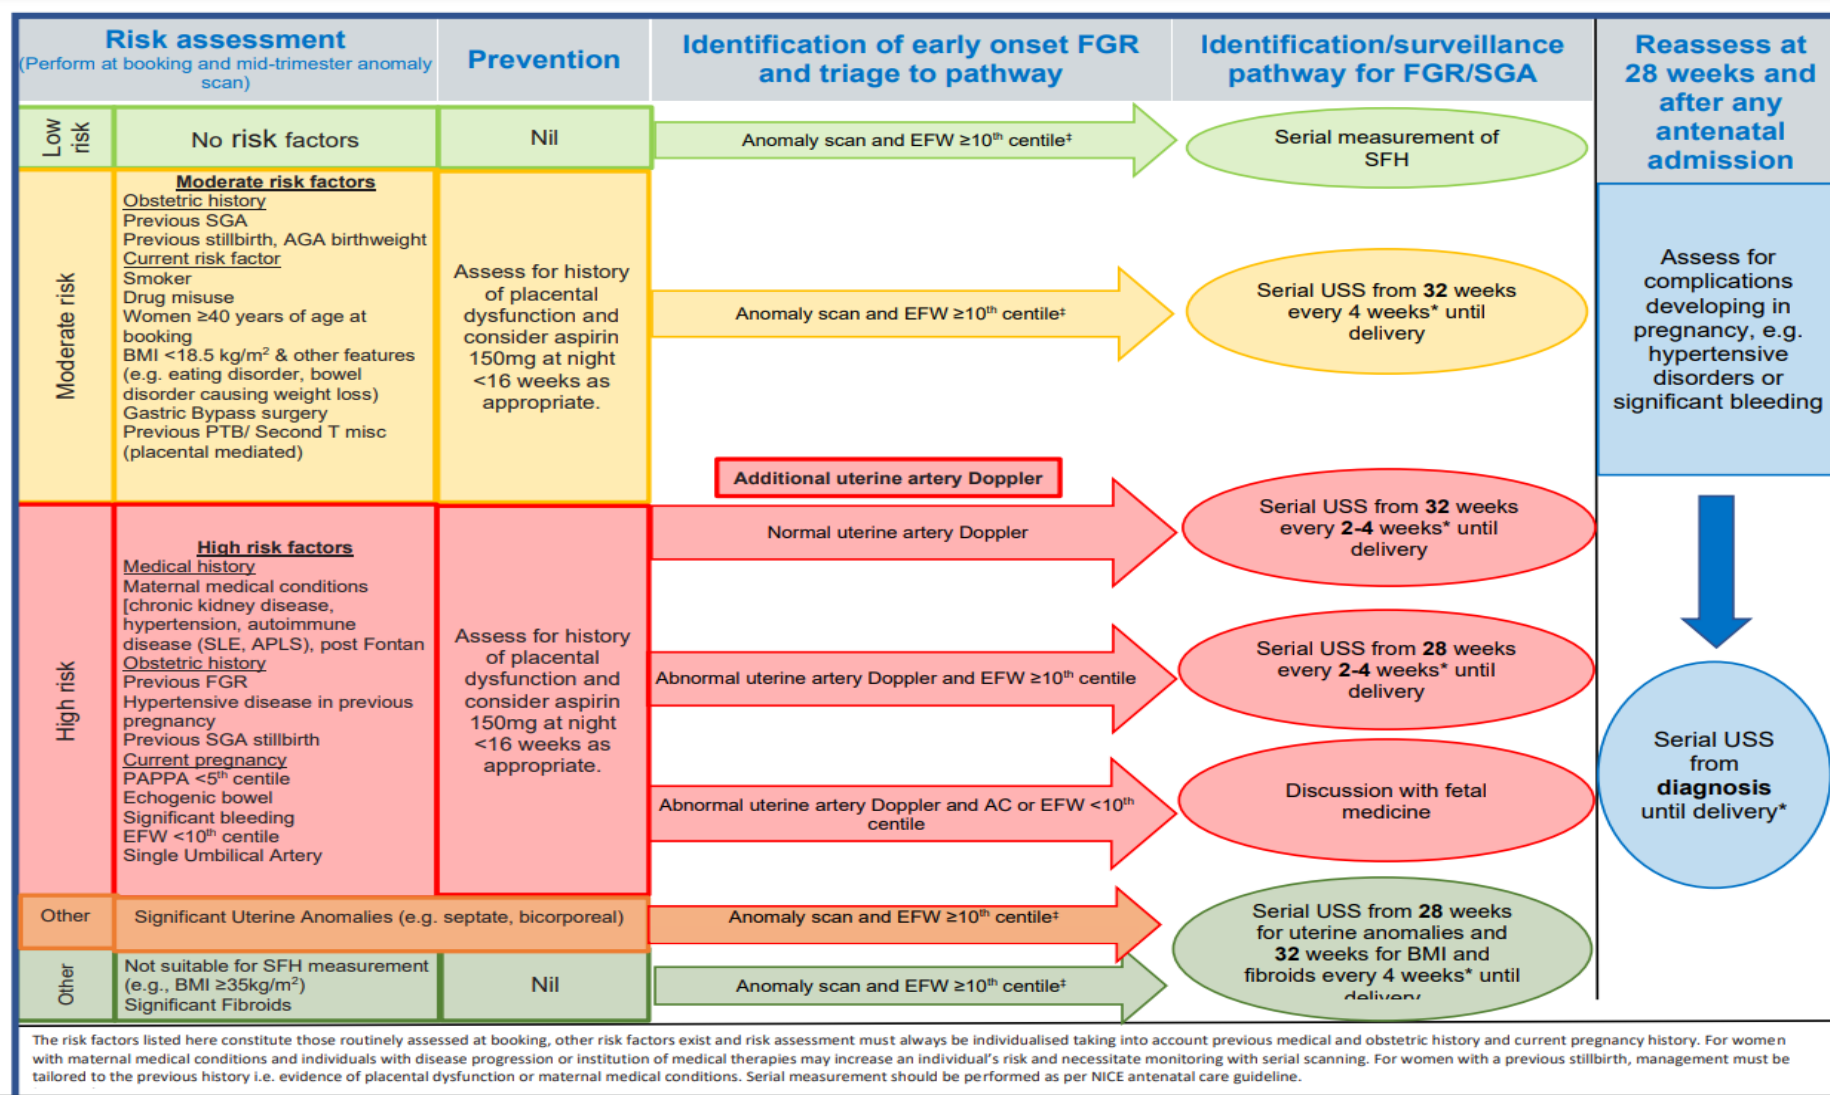 Risk assessment
(Perform at booking and mid-trimester anomaly
scan)
Prevention
Identification of early onset FGR
and triage to pathway
Identification/surveillance
pathway for FGR/SGA
Reassess at
28 weeks and
after any
antenatal
admission
Low
risk
No risk factors
Nil
Anomaly scan and EFW ≥10th centile‡
Serial measurement of
SFH
Moderate risk
Moderate risk factors
Obstetric history
Previous SGA
Previous stillbirth, AGA birthweight
Current risk factor
Smoker
Drug misuse
Women ≥40 years of age at
booking
BMI <18.5 kg/m² & other features
(e.g. eating disorder, bowel
disorder causing weight loss)
Gastric Bypass surgery
Previous PTB/ Second T misc
(placental mediated)
Assess for history
of placental
dysfunction and
consider aspirin
150mg at night
<16 weeks as
appropriate.
Anomaly scan and EFW ≥10th centile‡
Serial USS from 32 weeks
every 4 weeks* until
delivery
Assess for
complications
developing in
pregnancy, e.g.
hypertensive
disorders or
significant bleeding
High risk
High risk factors
Medical history
Maternal medical conditions
[chronic kidney disease,
hypertension, autoimmune
disease (SLE, APLS), post Fontan
Obstetric history
Previous FGR
Hypertensive disease in previous
pregnancy
Previous SGA stillbirth
Current pregnancy
PAPPA <5th centile
Echogenic bowel
Significant bleeding
EFW <10th centile
Single Umbilical Artery
Assess for history
of placental
dysfunction and
consider aspirin
150mg at night
<16 weeks as
appropriate.
Additional uterine artery Doppler
Normal uterine artery Doppler
Serial USS from 32 weeks
every 2-4 weeks* until
delivery
Abnormal uterine artery Doppler and EFW ≥10th centile
Serial USS from 28 weeks
every 2-4 weeks* until
delivery
Abnormal uterine artery Doppler and AC or EFW <10th
centile
Discussion with fetal
medicine
Serial USS
from
diagnosis
until delivery*
Other
Significant Uterine Anomalies (e.g. septate, bicorporeal)
Anomaly scan and EFW ≥10th centile‡
Serial USS from 28 weeks
for uterine anomalies and
32 weeks for BMI and
fibroids every 4 weeks* until
delivery
Other
Not suitable for SFH measurement
(e.g., BMI ≥35kg/m²)
Significant Fibroids
Nil
Anomaly scan and EFW ≥10th centile‡
The risk factors listed here constitute those routinely assessed at booking, other risk factors exist and risk assessment must always be individualised taking into account previous medical and obstetric history and current pregnancy history. For women
with maternal medical conditions and individuals with disease progression or institution of medical therapies may increase an individual's risk and necessitate monitoring with serial scanning. For women with a previous stillbirth, management must be
tailored to the previous history i.e. evidence of placental dysfunction or maternal medical conditions. Serial measurement should be performed as per NICE antenatal care guideline.